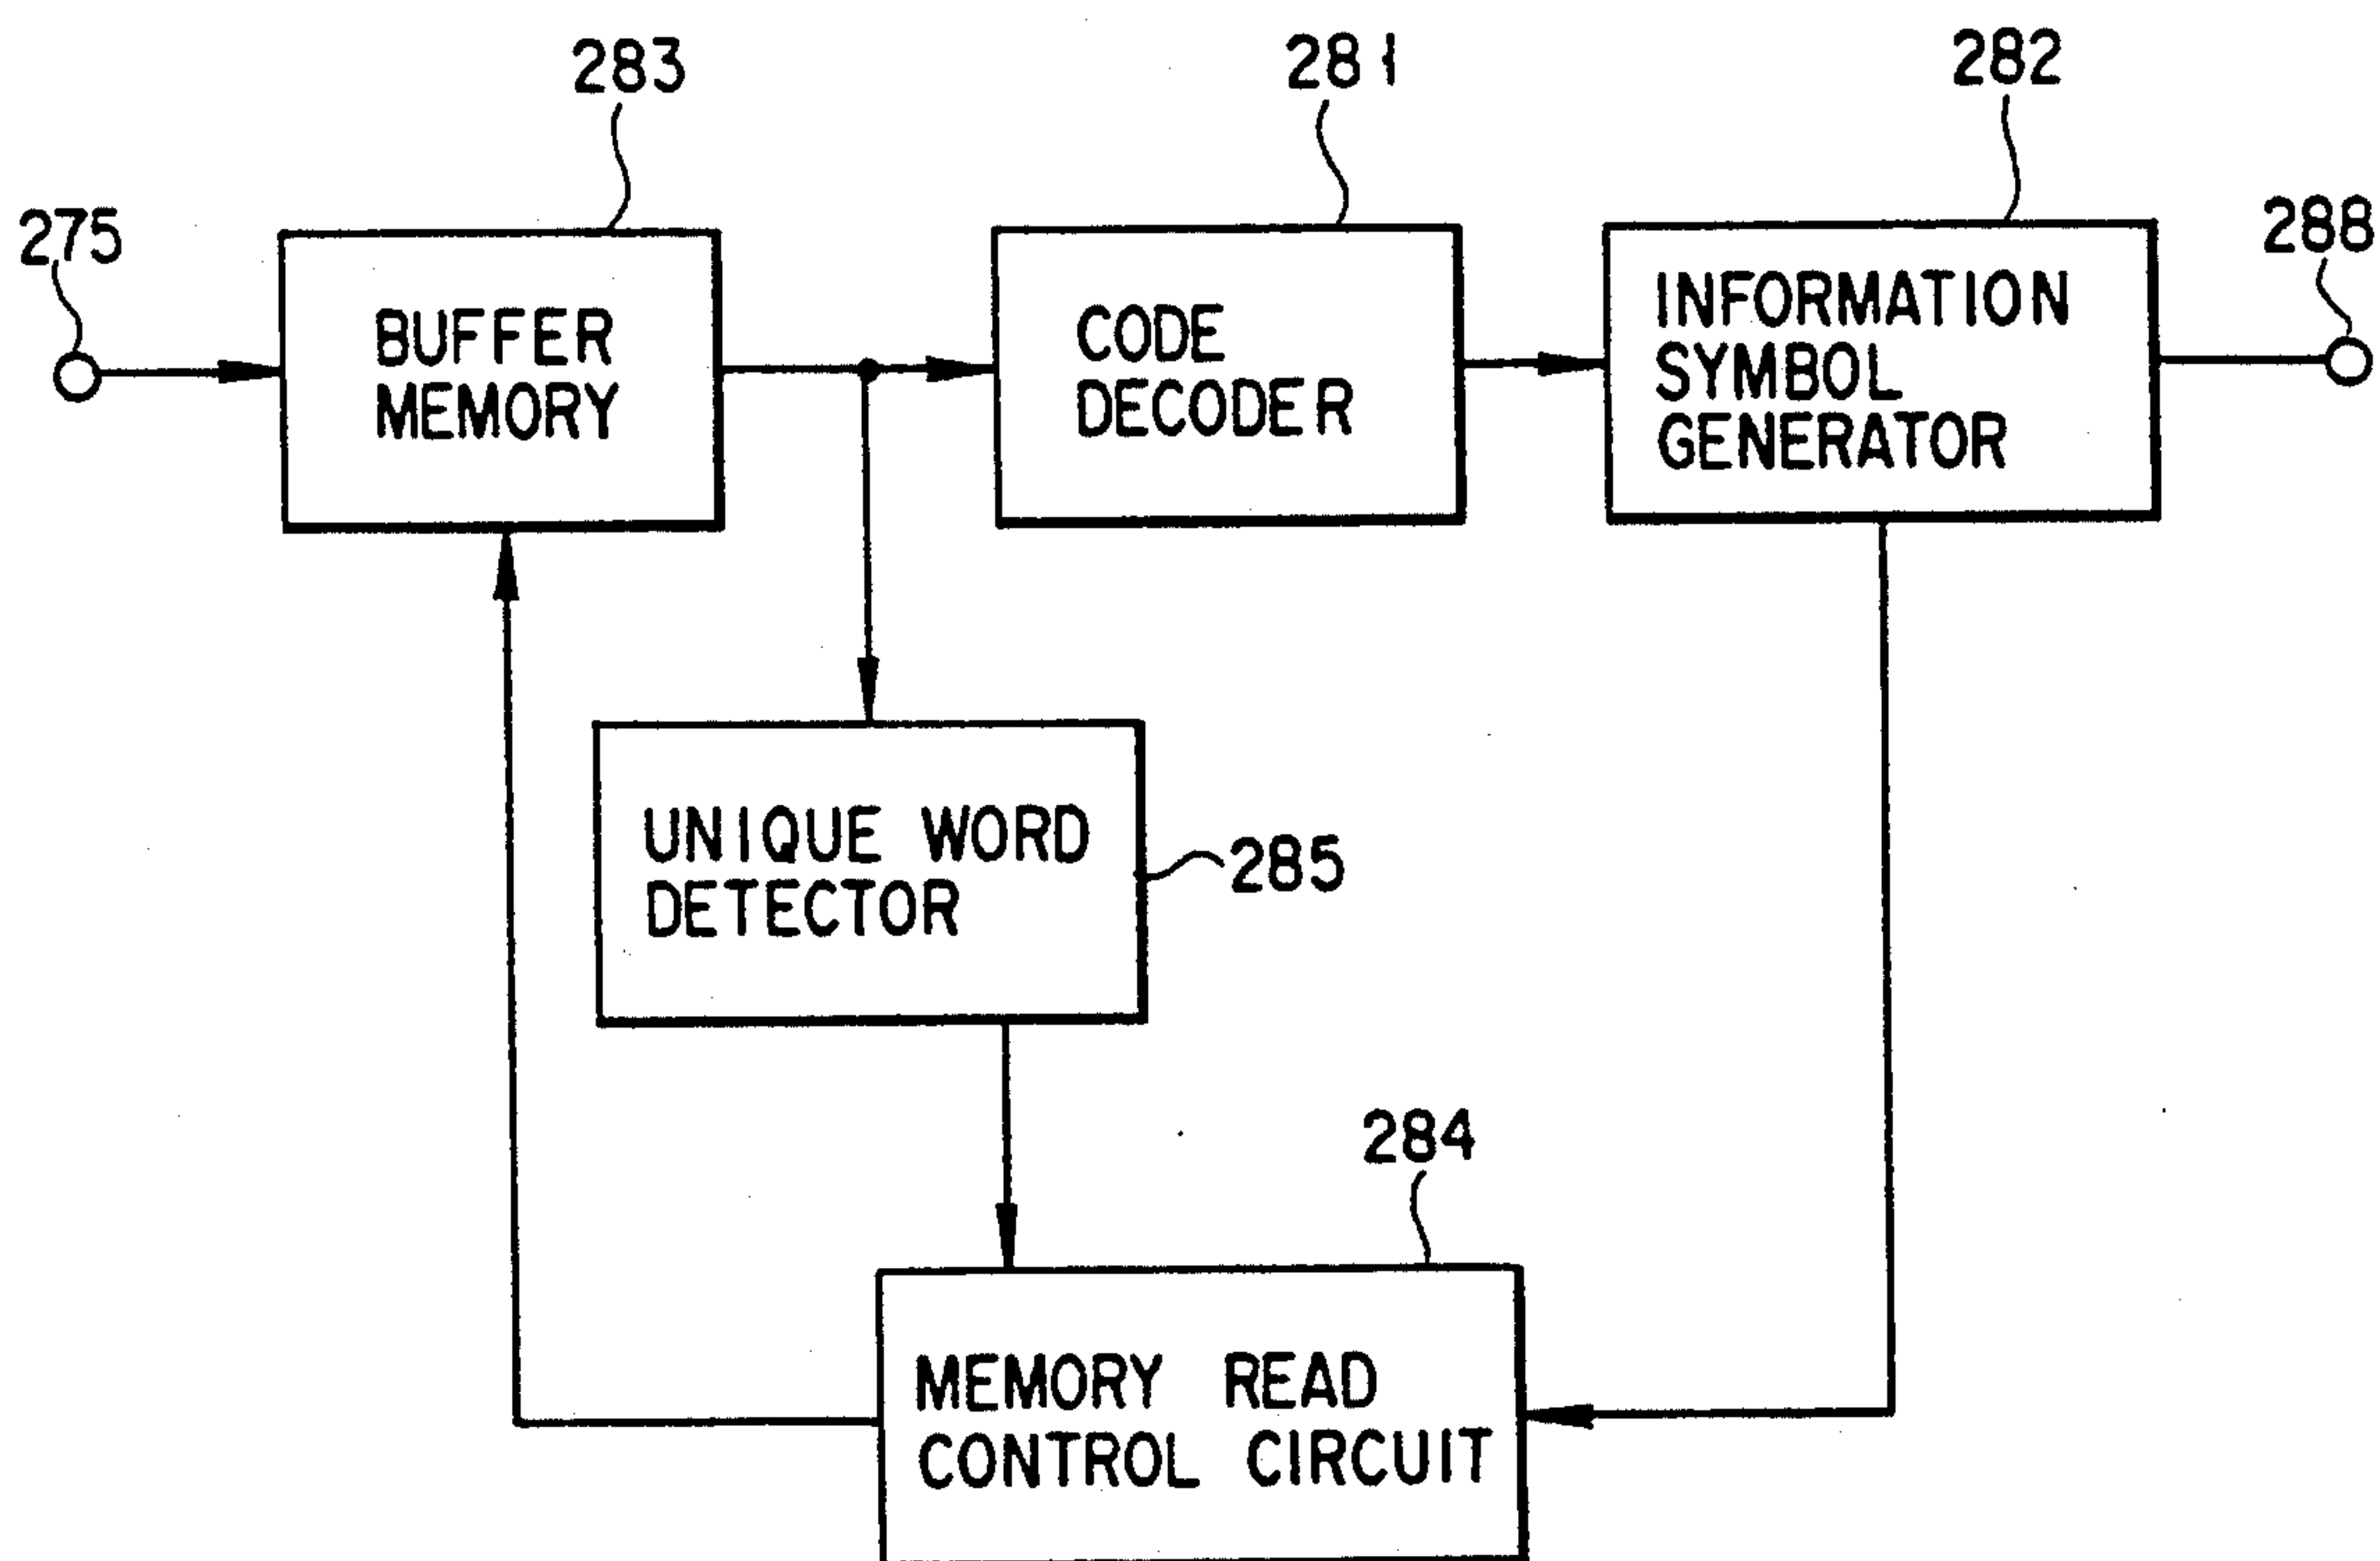 283
281
282
275
288
BUFFER
MEMORY
CODE
DECODER
INFORMATION
SYMBOL
GENERATOR
UNIQUE WORD
DETECTOR
285
284
MEMORY READ
CONTROL CIRCUIT